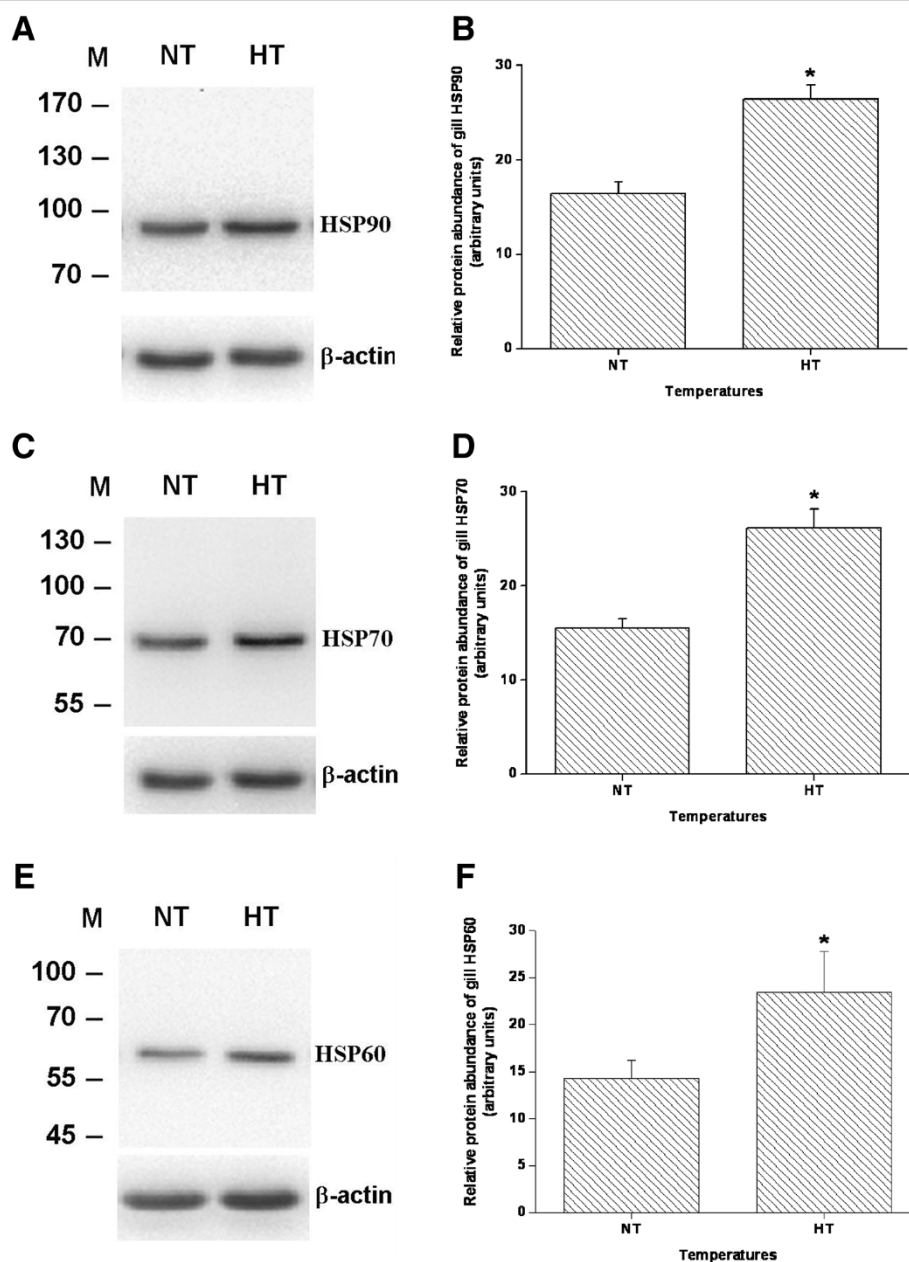 A
M NT HT
170 –
130 –
100 –
HSP90
70 –
β-actin
B
Relative protein abundance of gill HSP90
(arbitrary units)
30
20
10
0
*
NT HT
Temperatures
C
M NT HT
130 –
100 –
70 –
HSP70
55 –
β-actin
D
Relative protein abundance of gill HSP70
(arbitrary units)
30
20
10
0
*
NT HT
Temperatures
E
M NT HT
100 –
70 –
HSP60
55 –
45 –
β-actin
F
Relative protein abundance of gill HSP60
(arbitrary units)
30
25
20
15
10
5
0
*
NT HT
Temperatures